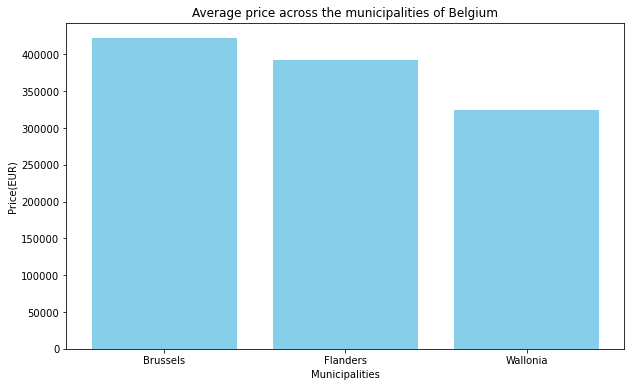 Average price across the municipalities of Belgium
400000
350000
300000
250000
200000
150000
100000
50000
0
Price(EUR)
Brussels Flanders Wallonia
Municipalities